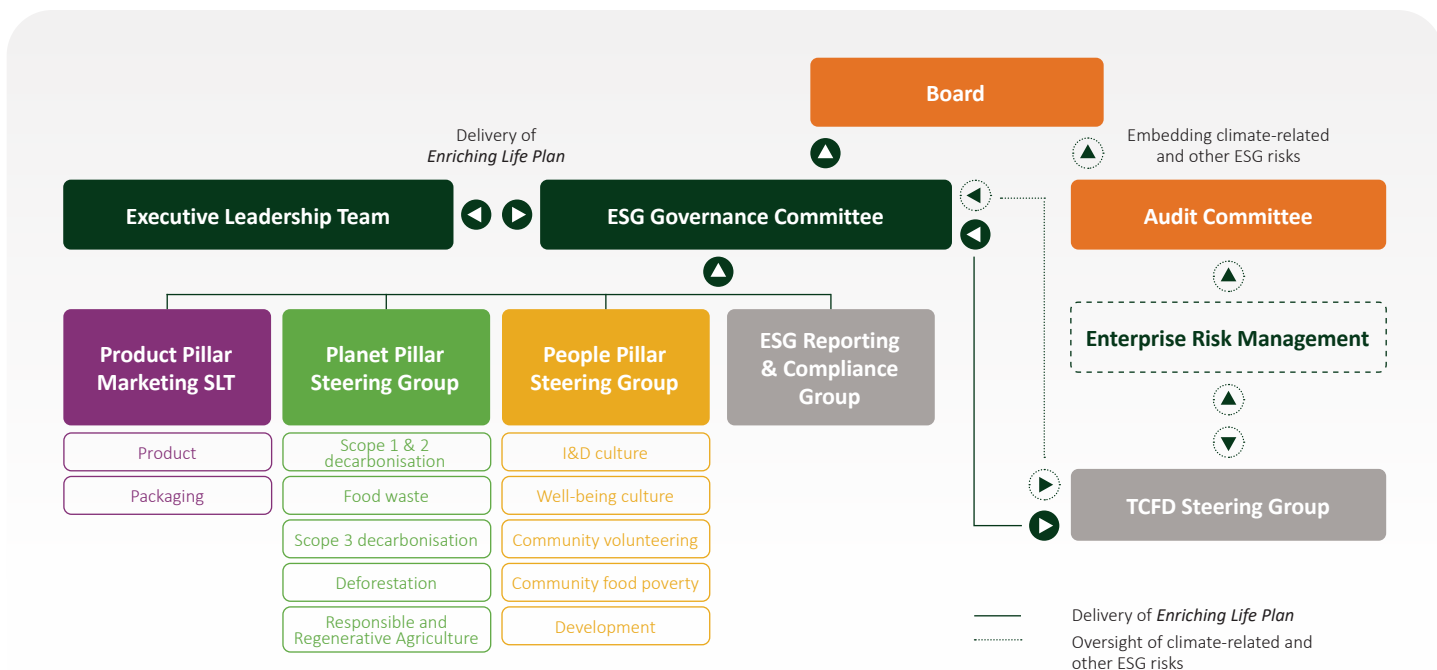 Board
Delivery of
Enriching Life Plan
Embedding climate-related
and other ESG risks
Executive Leadership Team
ESG Governance Committee
Audit Committee
Enterprise Risk Management
Product Pillar
Marketing SLT
Planet Pillar
Steering Group
People Pillar
Steering Group
ESG Reporting
& Compliance
Group
Product
Packaging
Scope 1 & 2
decarbonisation
Food waste
Scope 3 decarbonisation
Deforestation
Responsible and
Regenerative Agriculture
I&D culture
Well-being culture
Community volunteering
Community food poverty
Development
TCFD Steering Group
Delivery of Enriching Life Plan
Oversight of climate-related and
other ESG risks